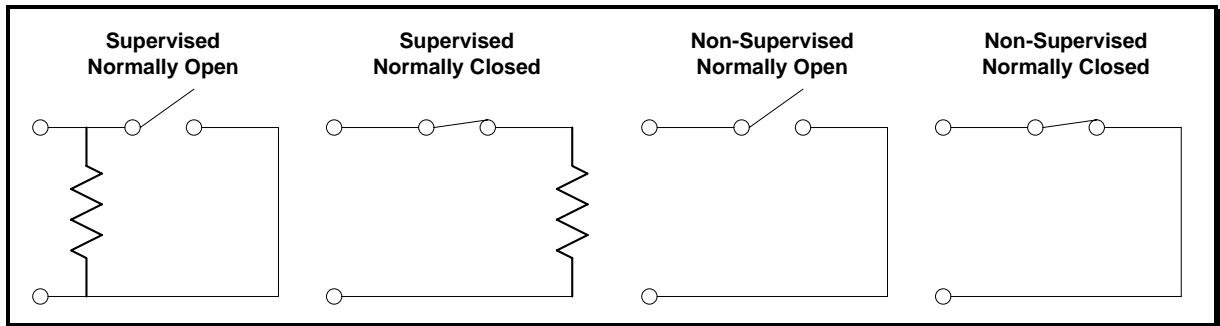 Supervised
Normally Open
Supervised
Normally Closed
Non-Supervised
Normally Open
Non-Supervised
Normally Closed